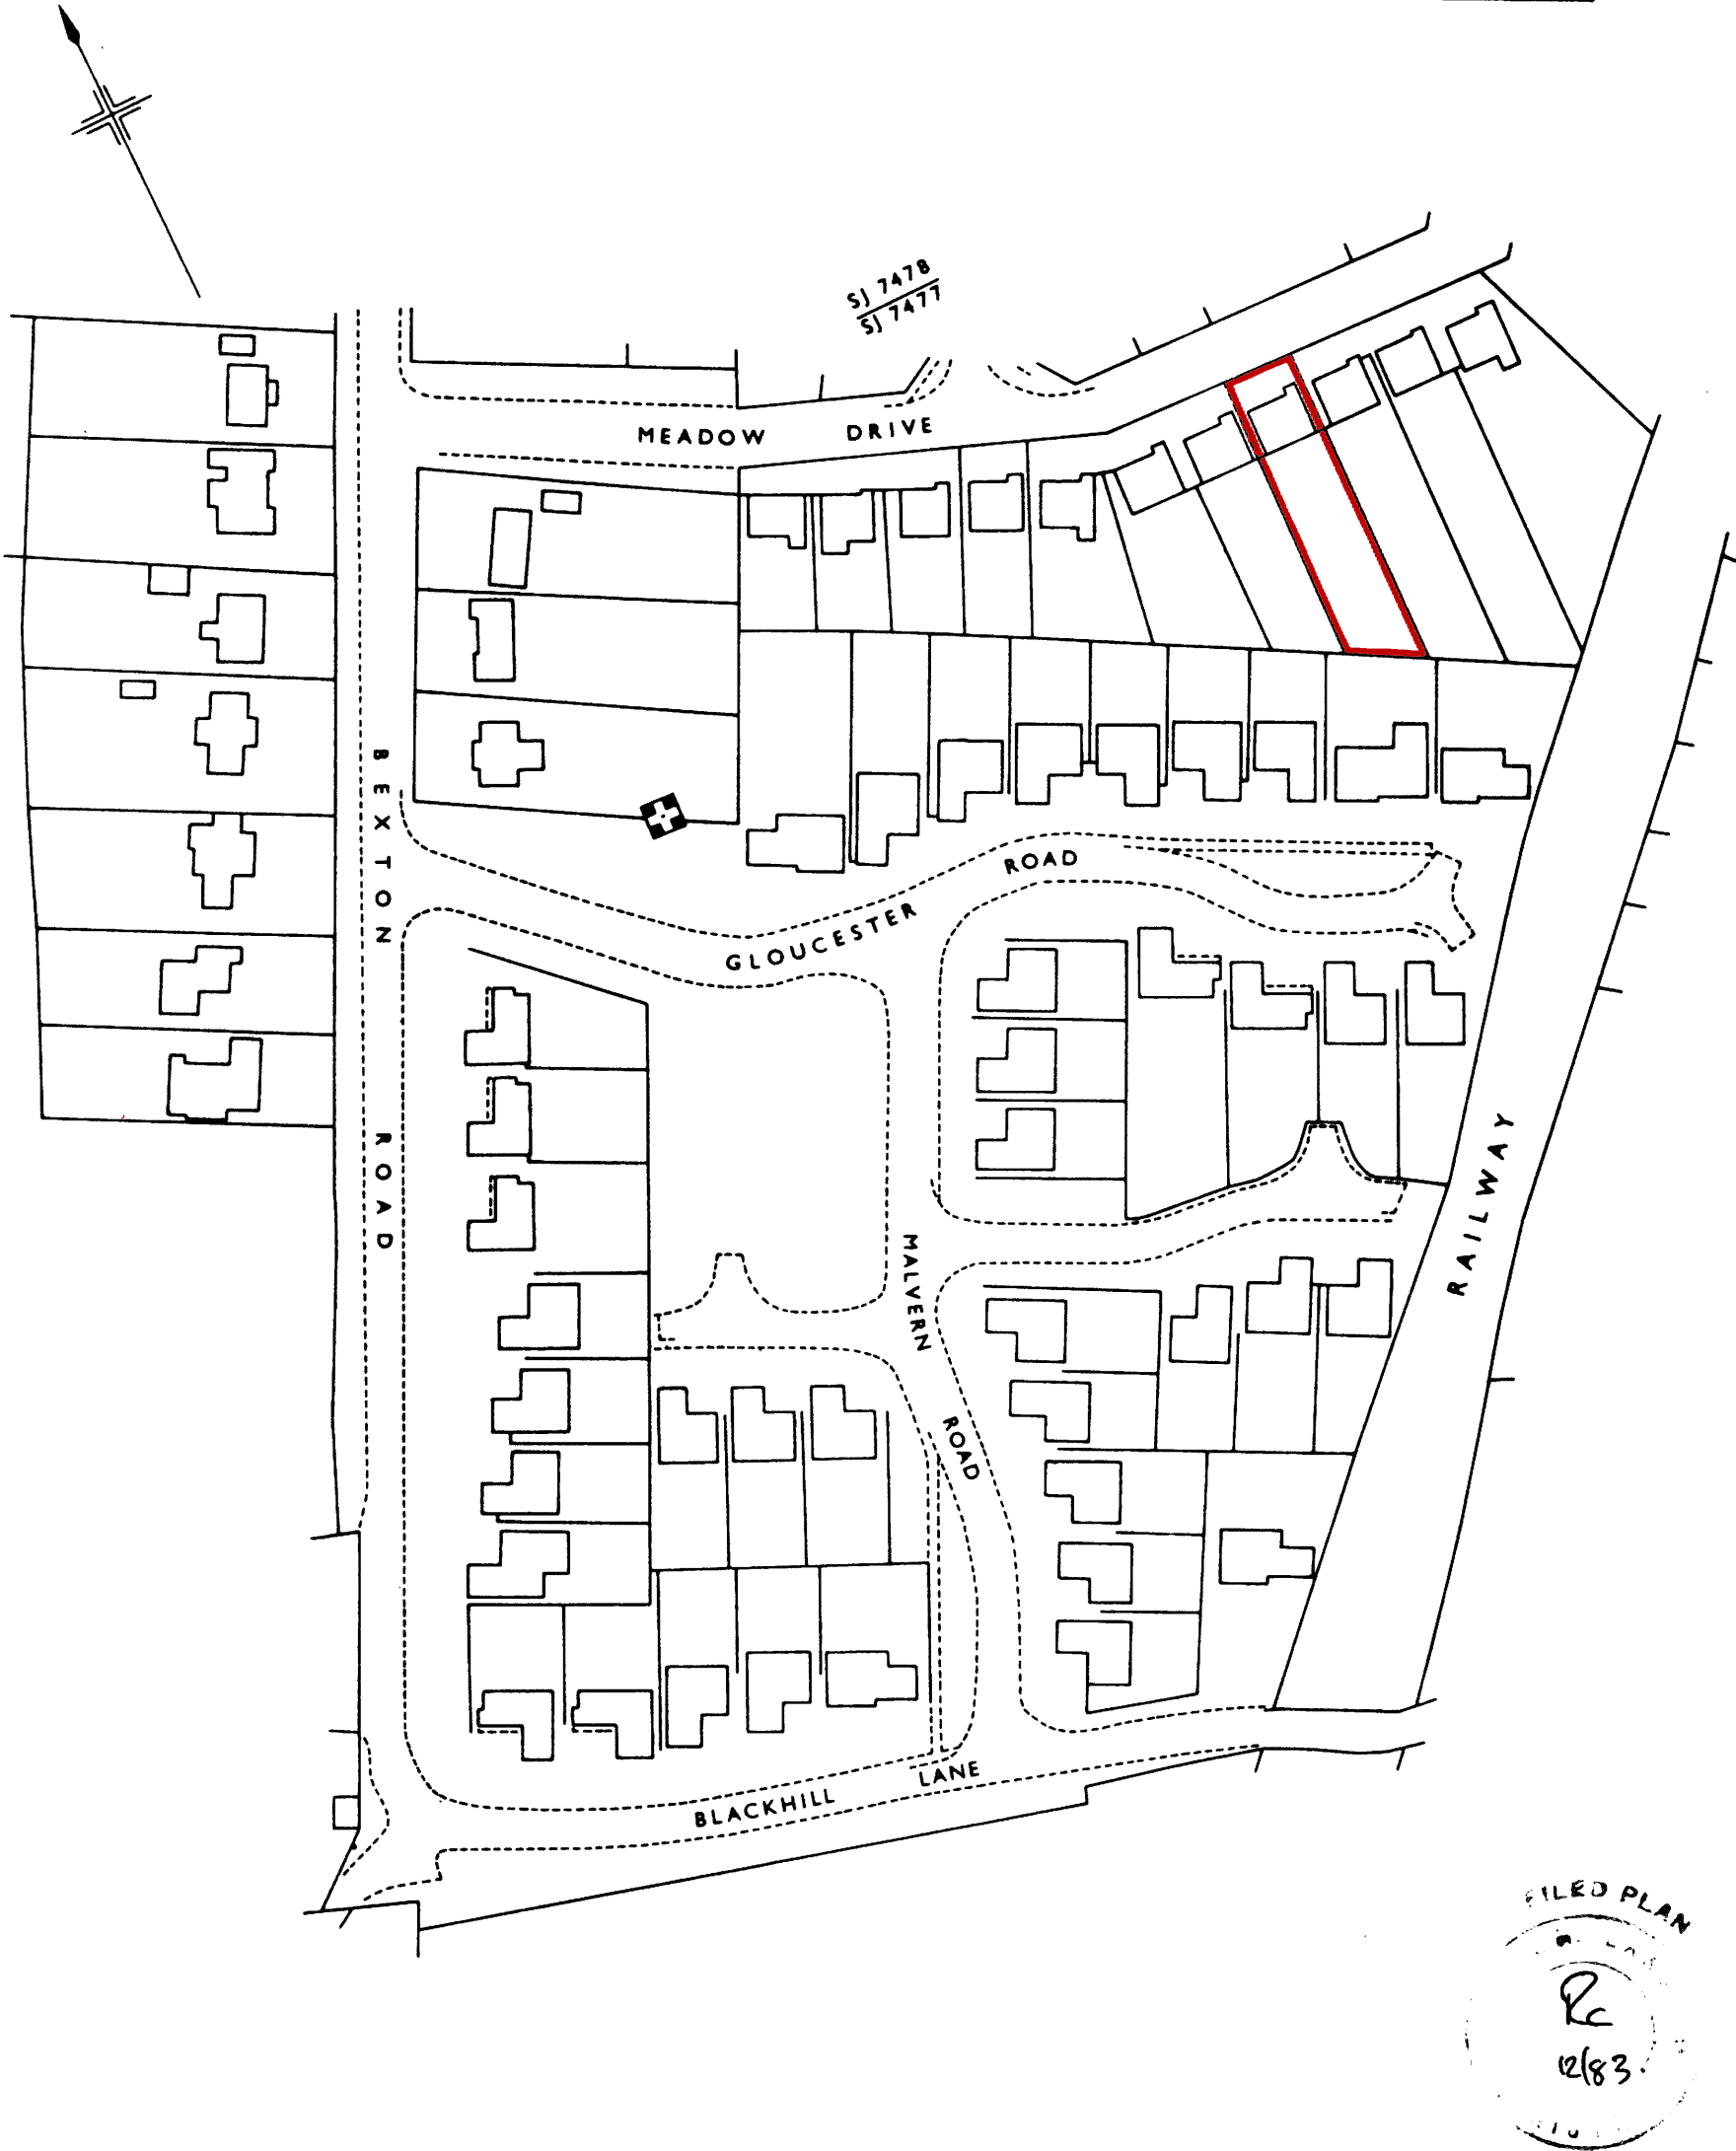 SJ 7478
SJ 7477
MEADOW DRIVE
BEXTON ROAD
GLOUCESTER ROAD
MALVERN ROAD
RAILWAY
BLACKHILL LANE
FILED PLAN
Rc
12/83.